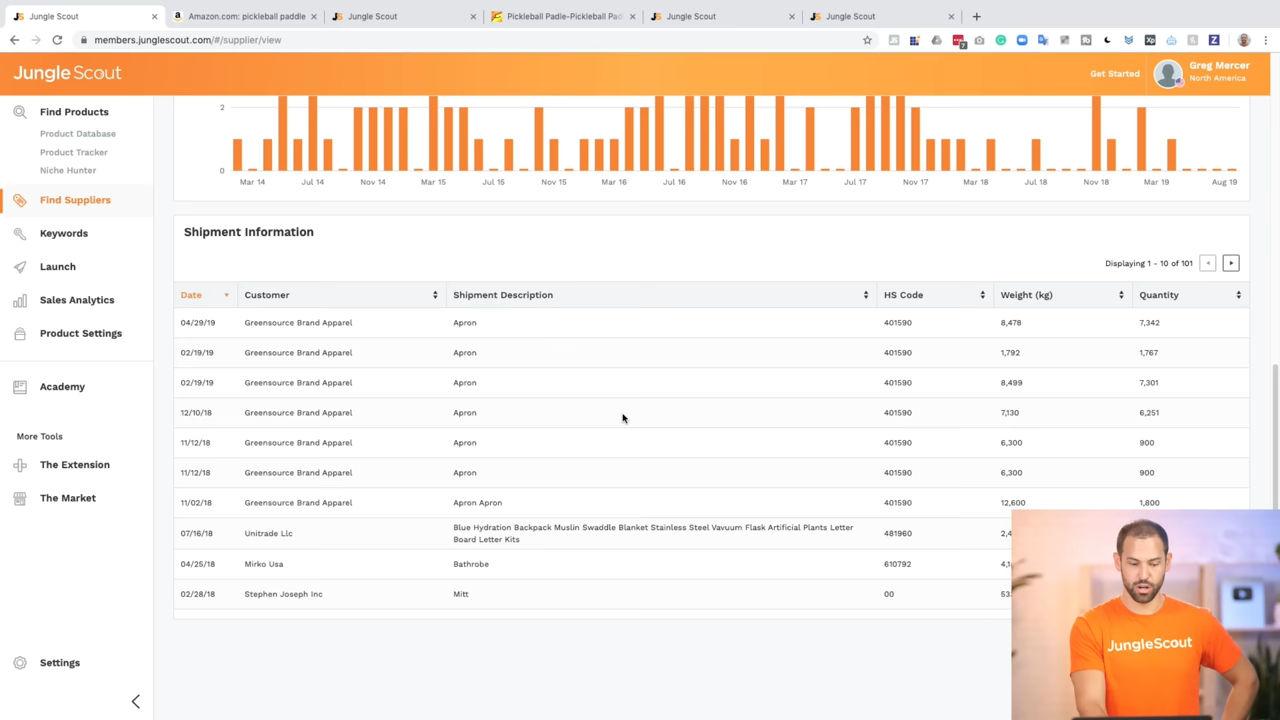 Jungle Scout
Amazon.com: pickleball paddle
Jungle Scout
Pickleball Padle-Pickleball Pad
Jungle Scout
Jungle Scout
members.junglescout.com/#/supplier/view
Jungle Scout
Get Started
Greg Mercer
North America
Find Products
Product Database
Product Tracker
Niche Hunter
Find Suppliers
Keywords
Launch
Sales Analytics
Product Settings
Academy
More Tools
The Extension
The Market
Settings
2
0
Mar 14 Jul 14 Nov 14 Mar 15 Jul 15 Nov 15 Mar 16 Jul 16 Nov 16 Mar 17 Jul 17 Nov 17 Mar 18 Jul 18 Nov 18 Mar 19 Aug 19
Shipment Information
Displaying 1 - 10 of 101
Date Customer Shipment Description HS Code Weight (kg) Quantity
04/29/19 Greensource Brand Apparel Apron 401590 8,478 7,342
02/19/19 Greensource Brand Apparel Apron 401590 1,792 1,767
02/19/19 Greensource Brand Apparel Apron 401590 8,499 7,301
12/10/18 Greensource Brand Apparel Apron 401590 7,130 6,251
11/12/18 Greensource Brand Apparel Apron 401590 6,300 900
11/12/18 Greensource Brand Apparel Apron 401590 6,300 900
11/02/18 Greensource Brand Apparel Apron Apron 401590 12,600 1,800
07/16/18 Unitrade Llc Blue Hydration Backpack Muslin Swaddle Blanket Stainless Steel Vavuum Flask Artificial Plants Letter 481960
Board Letter Kits
04/25/18 Mirko Usa Bathrobe 610792
02/28/18 Stephen Joseph Inc Mitt 00
JungleScout